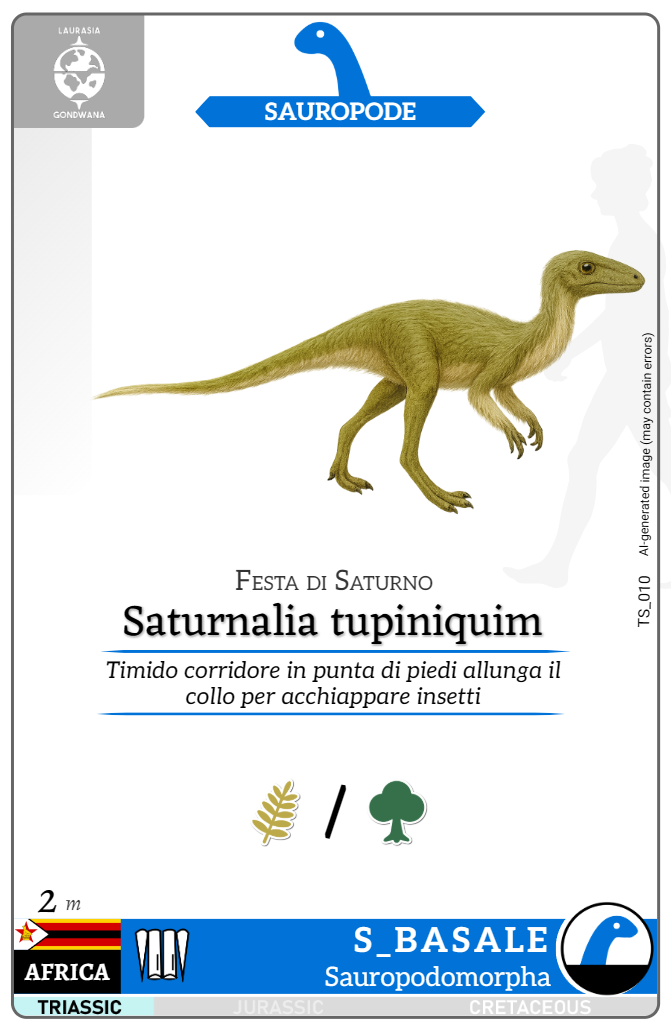 LAURASIA
GONDWANA
SAUROPODE
AI-generated image (may contain errors)
TS_010
Festa di Saturno
Saturnalia tupiniquim
Timido corridore in punta di piedi allunga il
collo per acchiappare insetti
/
2 m
AFRICA
S_BASALE
Sauropodomorpha
TRIASSIC JURASSIC CRETACEOUS